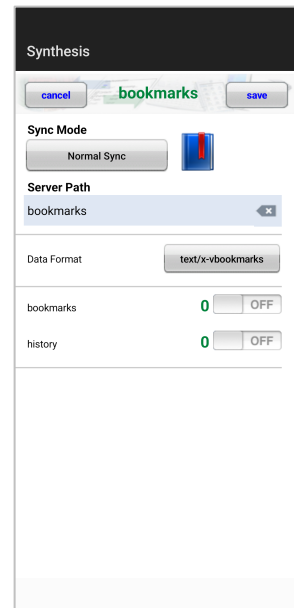 Synthesis
cancel bookmarks save
Sync Mode
Normal Sync
Server Path
bookmarks
Data Format text/x-vbookmarks
bookmarks 0 OFF
history 0 OFF